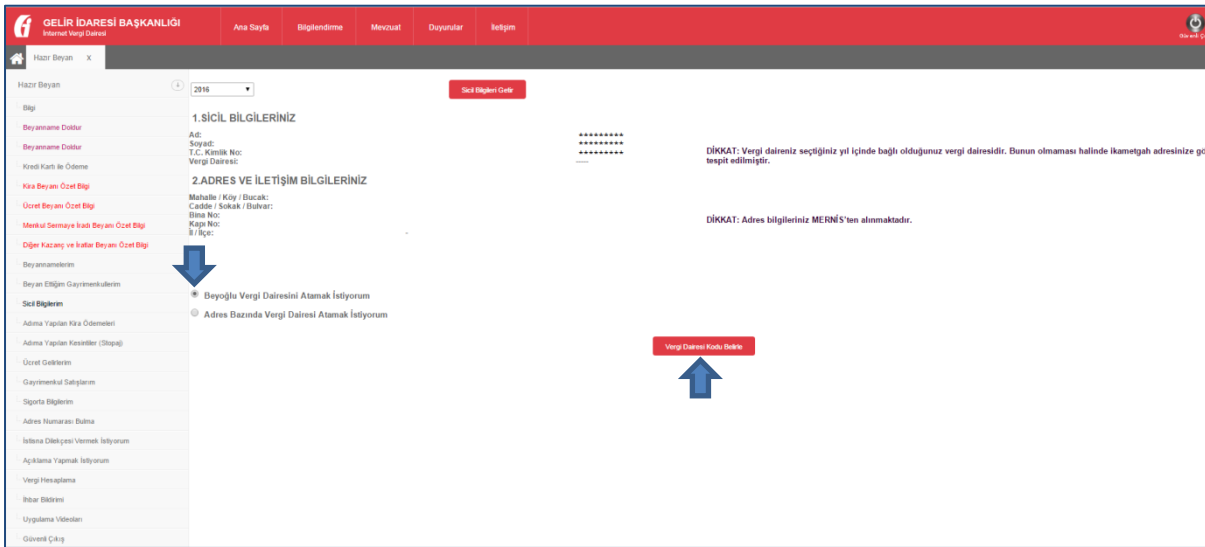 GELİR İDARESİ BAŞKANLIĞI
İnternet Vergi Dairesi
Ana Sayfa
Bilgilendirme
Mevzuat
Duyurular
İletişim
Hazır Beyan X
Hazır Beyan
Bilgi
Beyanname Doldur
Beyanname Doldur
Kredi Kartı ile Ödeme
Kira Beyanı Özet Bilgi
Ücret Beyanı Özet Bilgi
Menkul Sermaye İradı Beyanı Özet Bilgi
Diğer Kazanç ve İratlar Beyanı Özet Bilgi
Beyannamelerim
Beyan Ettiğim Gayrimenkullerim
Sicil Bilgilerim
Adıma Yapılan Kira Ödemeleri
Adıma Yapılan Kesintiler (Stopaj)
Ücret Gelirlerim
Gayrimenkul Satışlarım
Sigorta Bilgilerim
Adres Numarası Bulma
İstisna Dilekçesi Vermek İstiyorum
Açıklama Yapmak İstiyorum
Vergi Hesaplama
İhbar Bildirimi
Uygulama Videoları
Güvenli Çıkış
2016
Sicil Bilgileri Getir
1.SİCİL BİLGİLERİNİZ
Ad: *********
Soyad: *********
T.C. Kimlik No: *********
Vergi Dairesi: ----
DİKKAT: Vergi daireniz seçtiğiniz yıl içinde bağlı olduğunuz vergi dairesidir. Bunun olmaması halinde ikametgah adresinize gö
tespit edilmiştir.
2.ADRES VE İLETİŞİM BİLGİLERİNİZ
Mahalle / Köy / Bucak:
Cadde / Sokak / Bulvar:
Bina No:
Kapı No:
İl / İlçe: -
DİKKAT: Adres bilgileriniz MERNİS'ten alınmaktadır.
Beyoğlu Vergi Dairesini Atamak İstiyorum
Adres Bazında Vergi Dairesi Atamak İstiyorum
Vergi Dairesi Kodu Belirle